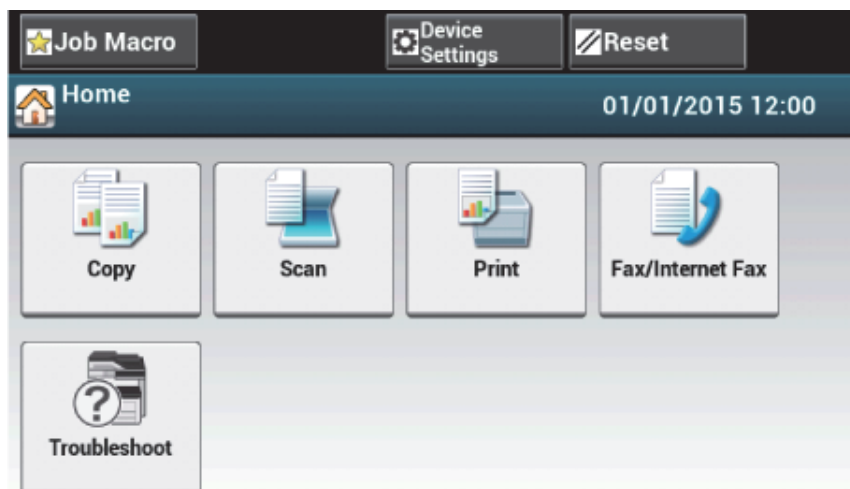 Job Macro
Device
Settings
Reset
Home
01/01/2015 12:00
Copy
Scan
Print
Fax/Internet Fax
?
Troubleshoot